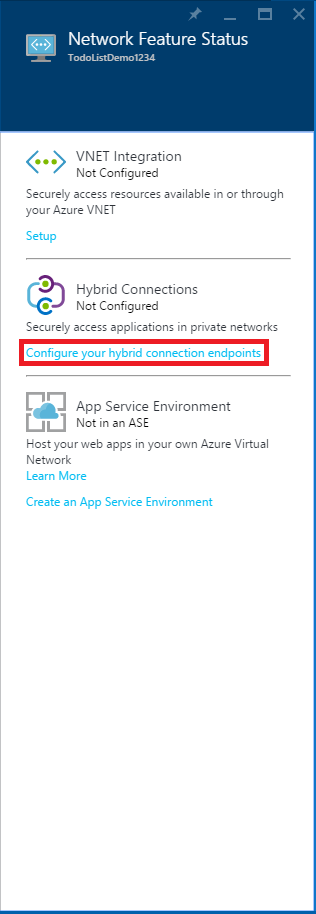 Network Feature Status
TodoListDemo1234
VNET Integration
Not Configured
Securely access resources available in or through
your Azure VNET
Setup
Hybrid Connections
Not Configured
Securely access applications in private networks
Configure your hybrid connection endpoints
App Service Environment
Not in an ASE
Host your web apps in your own Azure Virtual
Network
Learn More
Create an App Service Environment